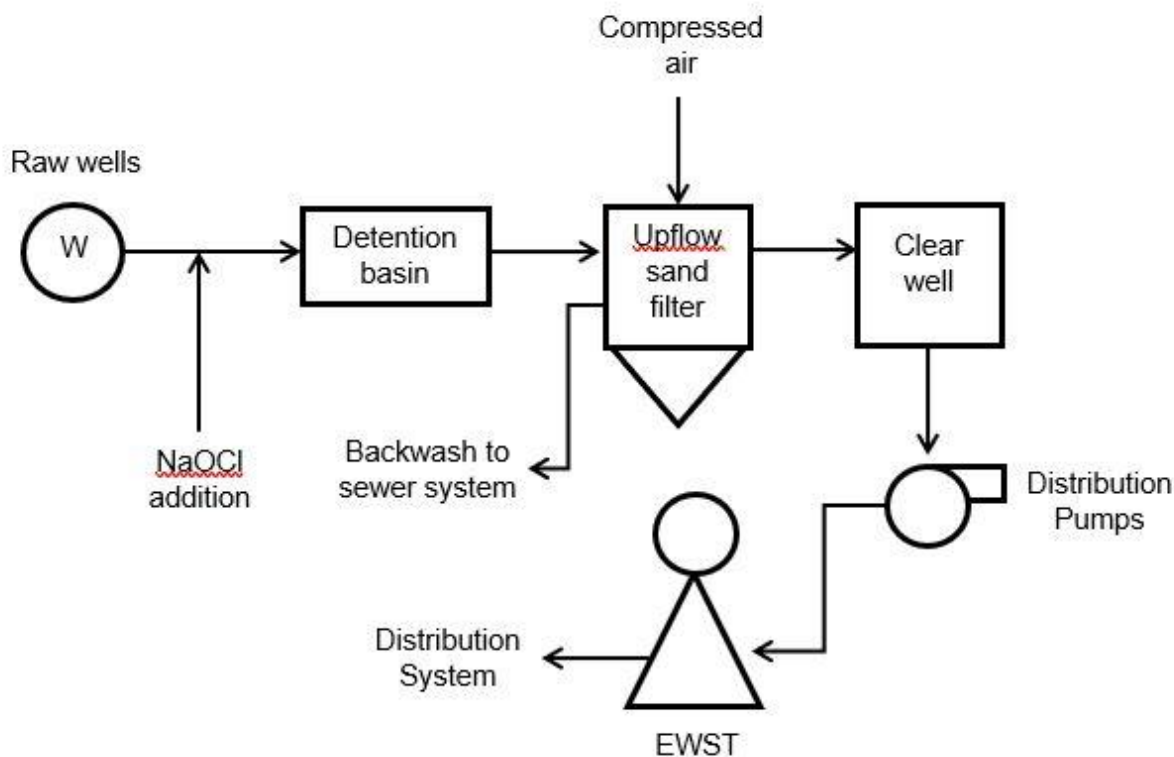 Compressed
air
Raw wells
W
Detention
basin
Upflow
sand
filter
Clear
well
NaOCl
addition
Backwash to
sewer system
Distribution
Pumps
Distribution
System
EWST